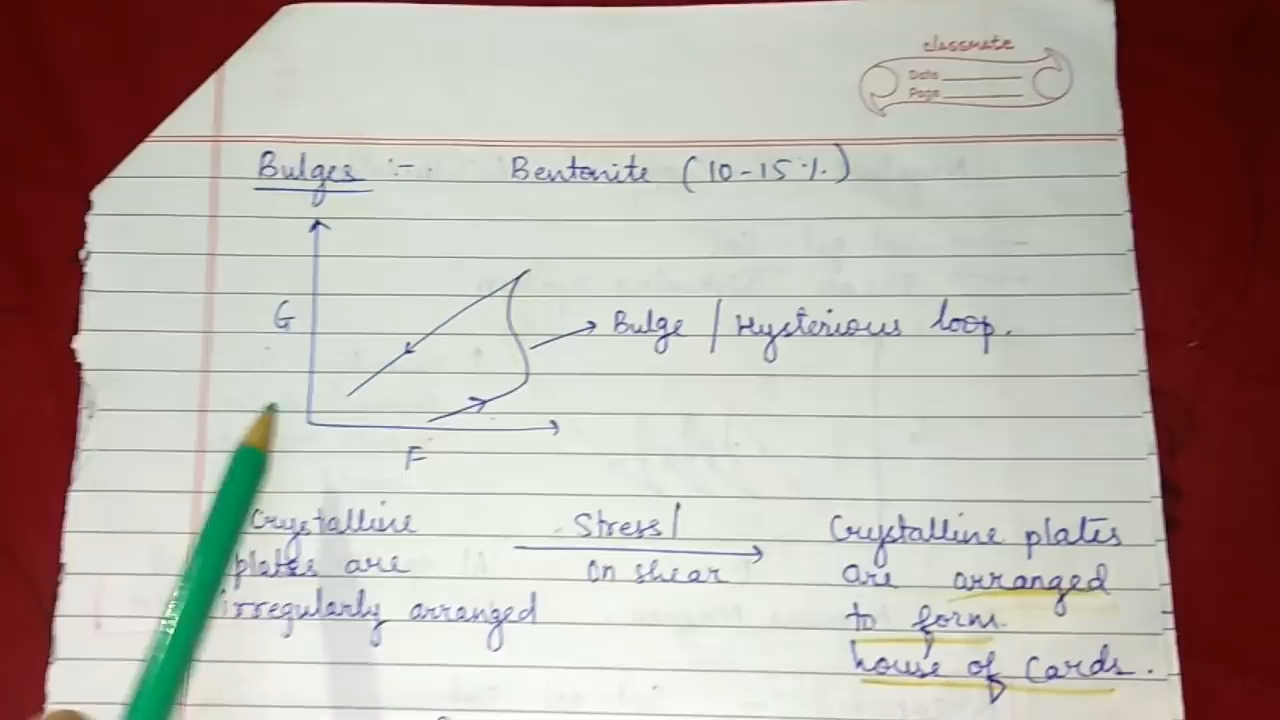 classmate
Date
Page
Bulges :- Bentonite (10-15%)
G
Bulge / Hysterious loop.
F
Crystalline plates are irregularly arranged
Stress/
on shear
Crystalline plates
are arranged
to form
house of cards.